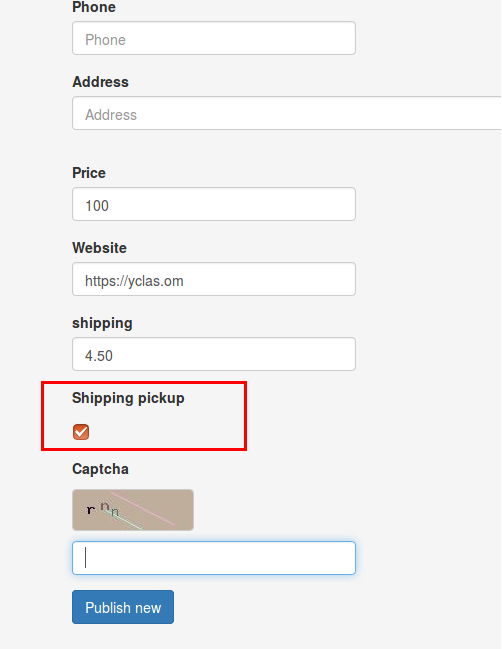 Phone
Phone
Address
Address
Price
100
Website
https://yclas.om
shipping
4.50
Shipping pickup
Captcha
r n n
Publish new